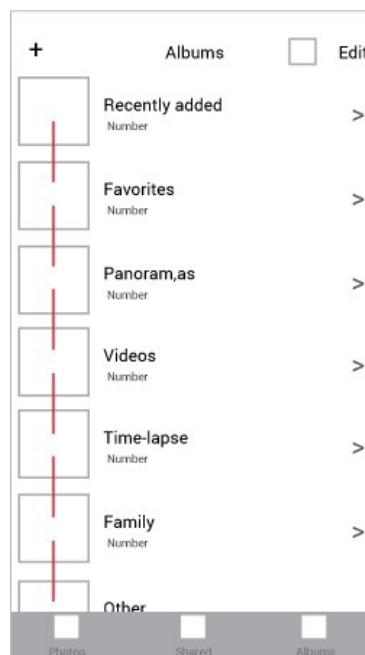 + Albums Edit
Recently added
Number
>
Favorites
Number
>
Panoram,as
Number
>
Videos
Number
>
Time-lapse
Number
>
Family
Number
>
Other
Photos Shared Albums